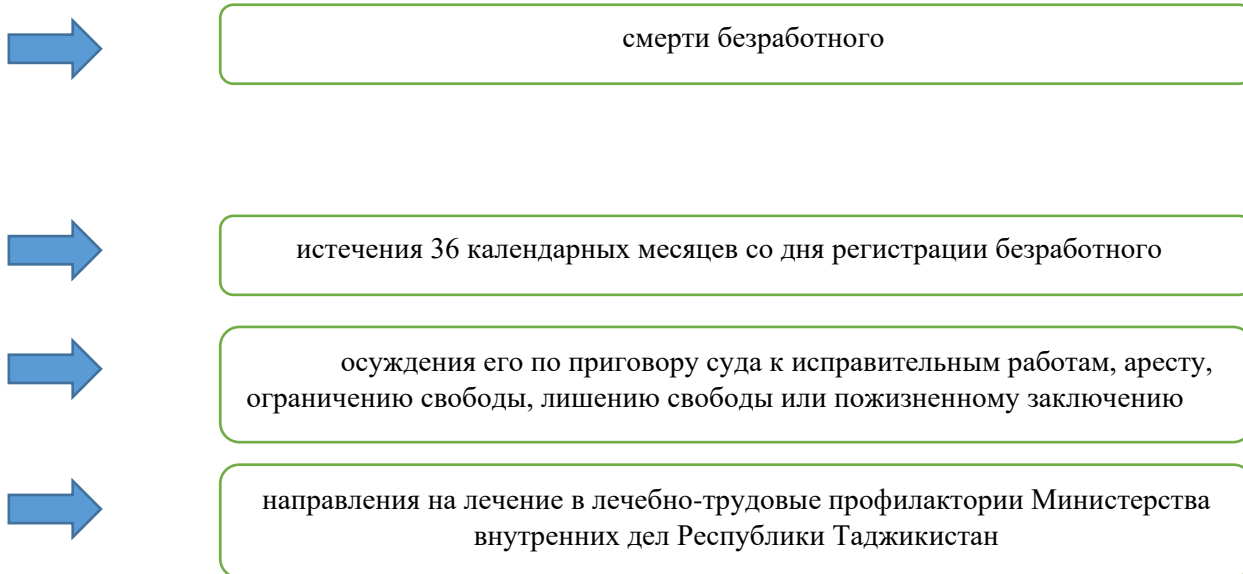 смерти безработного
истечения 36 календарных месяцев со дня регистрации безработного
осуждения его по приговору суда к исправительным работам, аресту,
ограничению свободы, лишению свободы или пожизненному заключению
направления на лечение в лечебно-трудовые профилактории Министерства
внутренних дел Республики Таджикистан